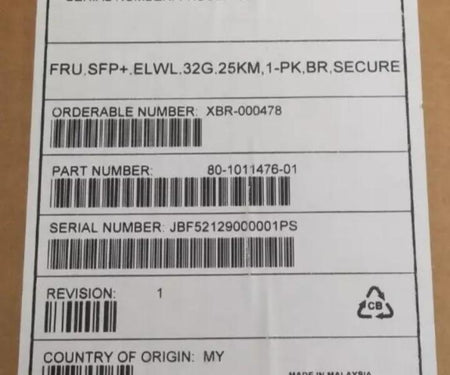 FRU,SFP+,ELWL,32G,25KM,1-PK,BR,SECURE
ORDERABLE NUMBER: XBR-000478
PART NUMBER: 80-1011476-01
SERIAL NUMBER: JBF52129000001PS
REVISION: 1
CB
COUNTRY OF ORIGIN: MY
MADE IN MALAYSIA